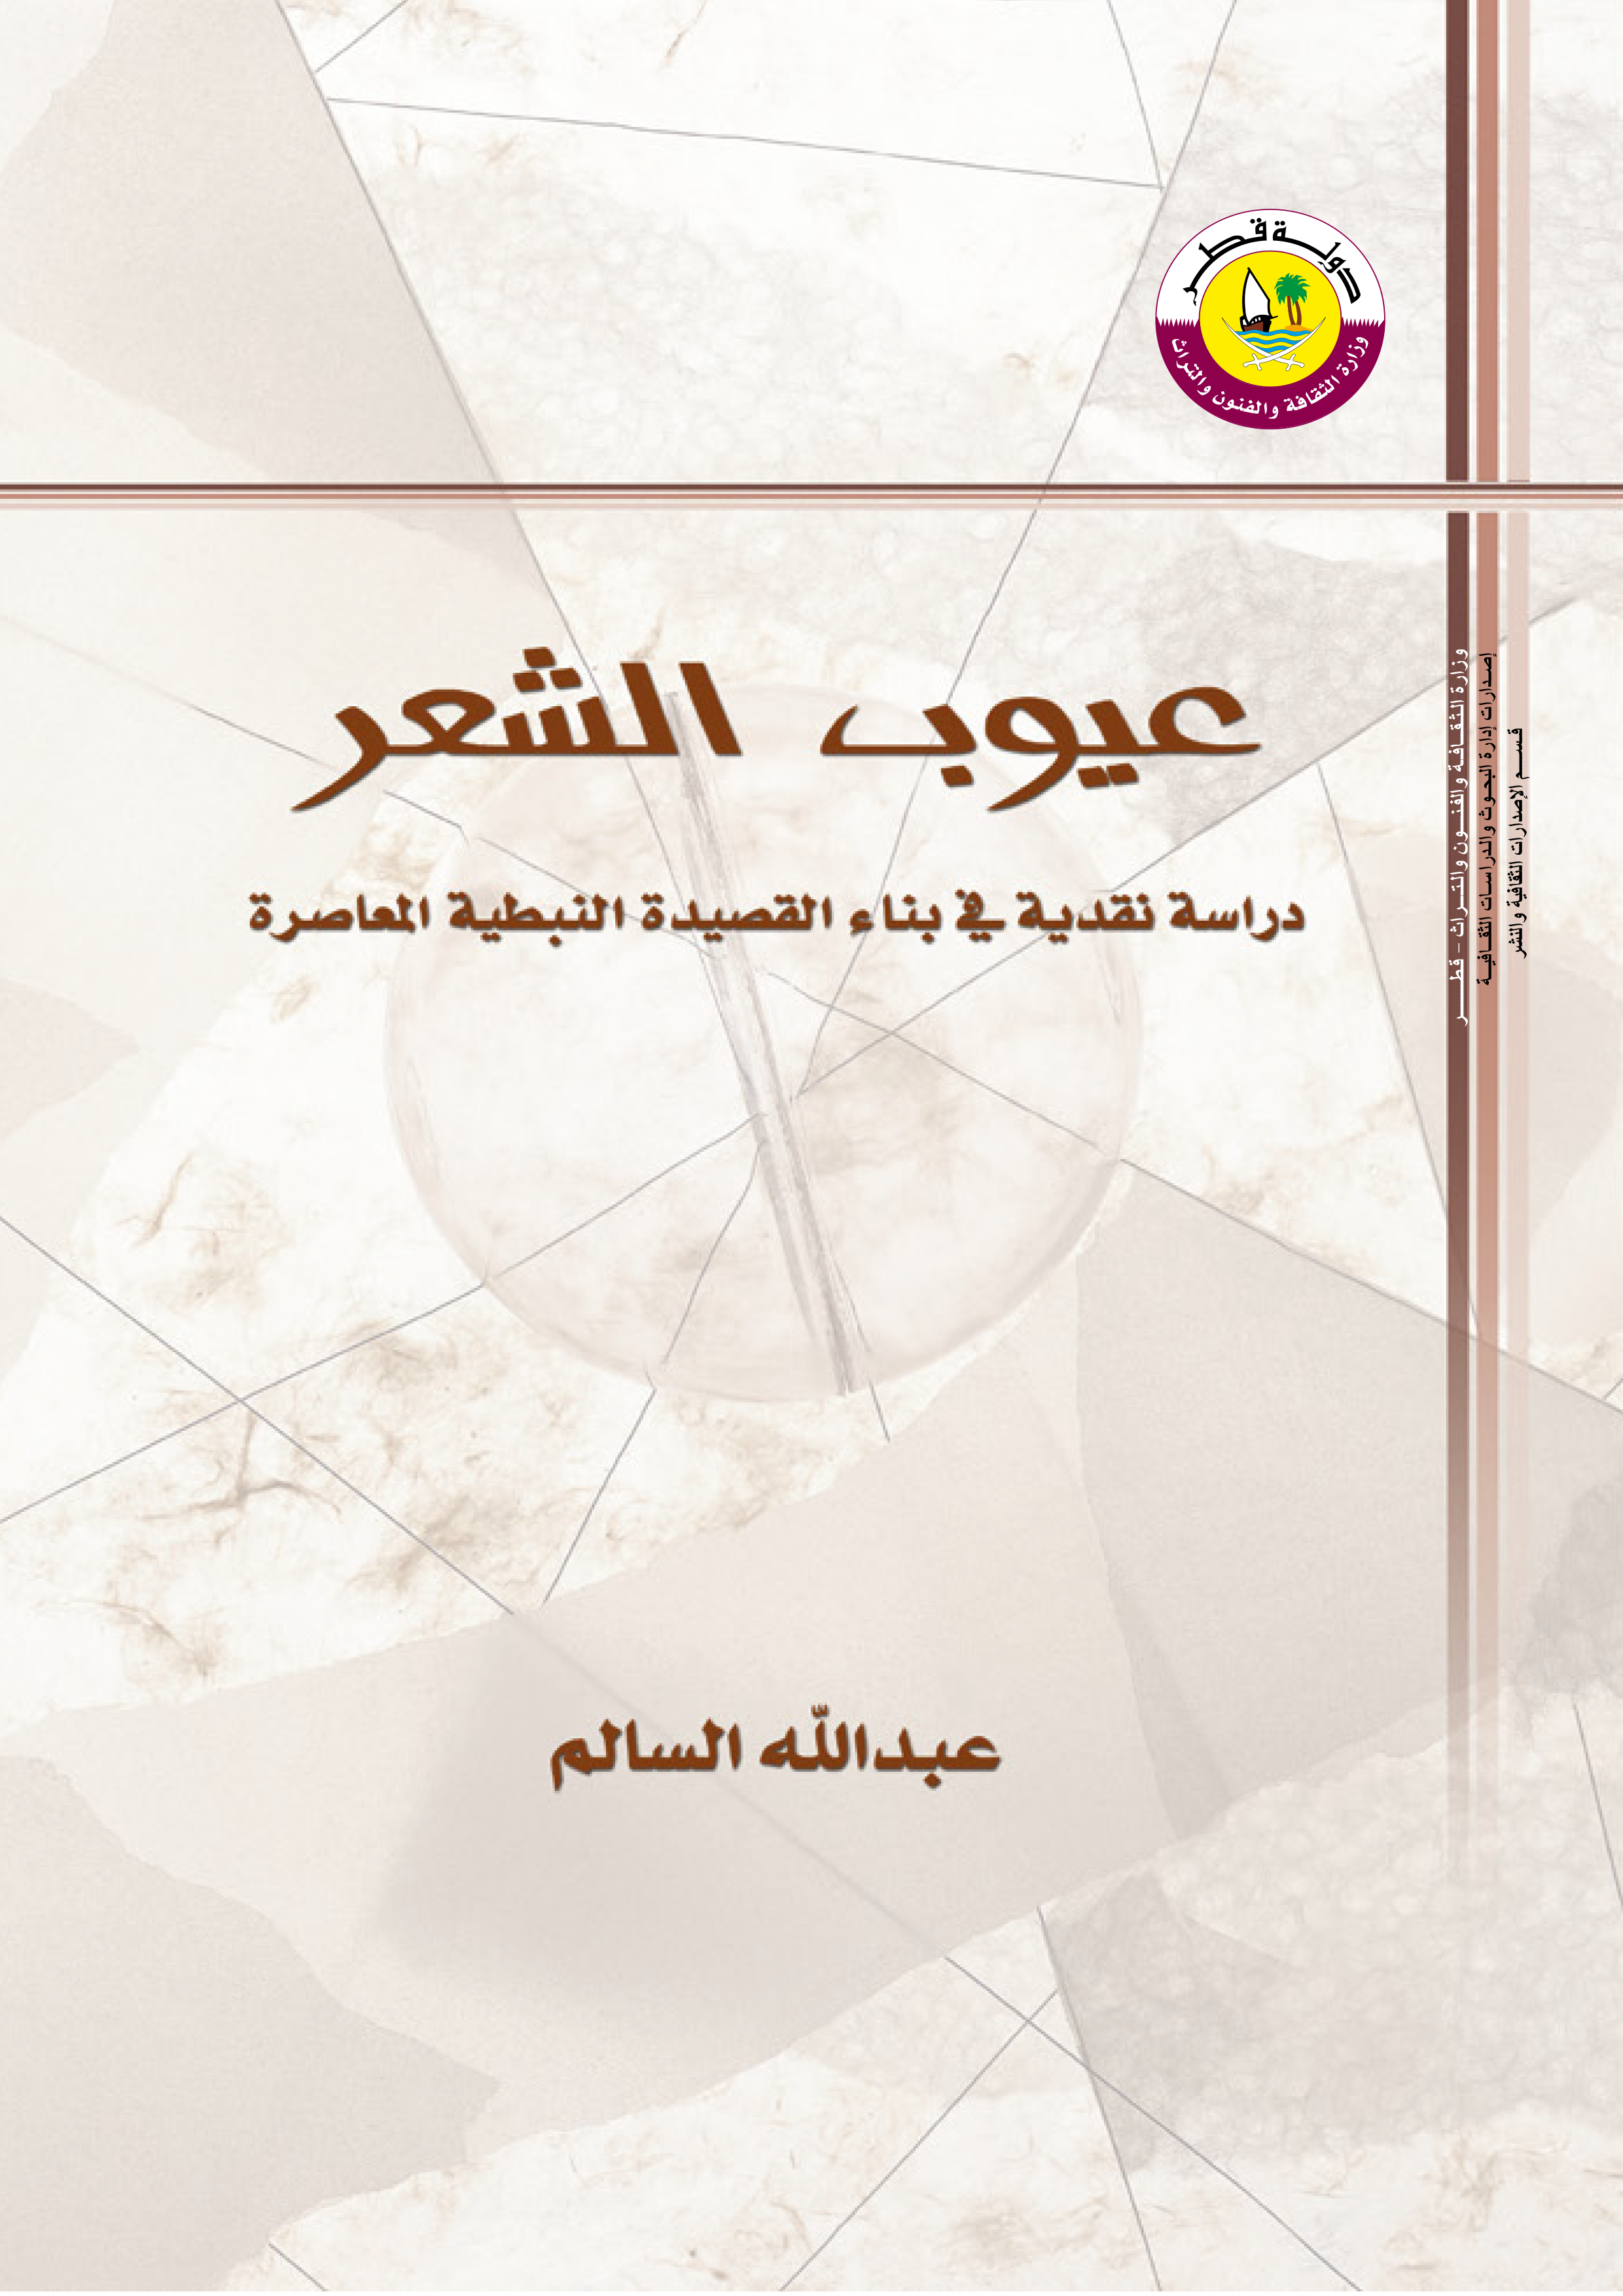 دولة قطر
وزارة الثقافة والفنون والتراث
عيوب الشعر
دراسة نقدية في بناء القصيدة النبطية المعاصرة
عبدالله السالم
وزارة الثقافة والفنون والتراث - قطر
إصدارات إدارة البحوث والدراسات الثقافية
قسم الإصدارات الثقافية والنشر